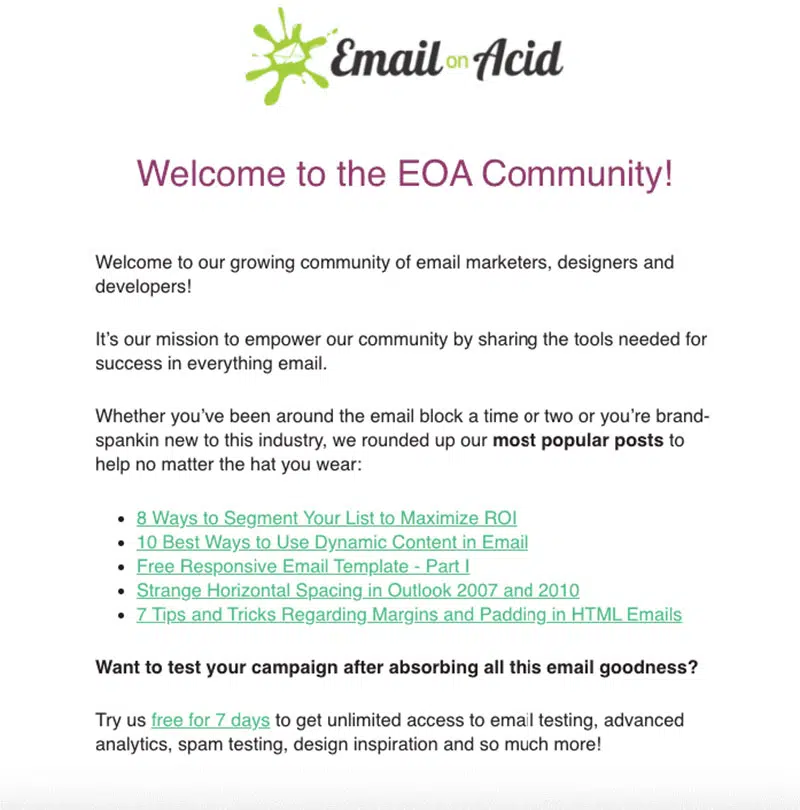 Email on Acid
Welcome to the EOA Community!
Welcome to our growing community of email marketers, designers and
developers!
It’s our mission to empower our community by sharing the tools needed for
success in everything email.
Whether you’ve been around the email block a time or two or you’re brand-
spankin new to this industry, we rounded up our most popular posts to
help no matter the hat you wear:
• 8 Ways to Segment Your List to Maximize ROI
• 10 Best Ways to Use Dynamic Content in Email
• Free Responsive Email Template - Part I
• Strange Horizontal Spacing in Outlook 2007 and 2010
• 7 Tips and Tricks Regarding Margins and Padding in HTML Emails
Want to test your campaign after absorbing all this email goodness?
Try us free for 7 days to get unlimited access to email testing, advanced
analytics, spam testing, design inspiration and so much more!